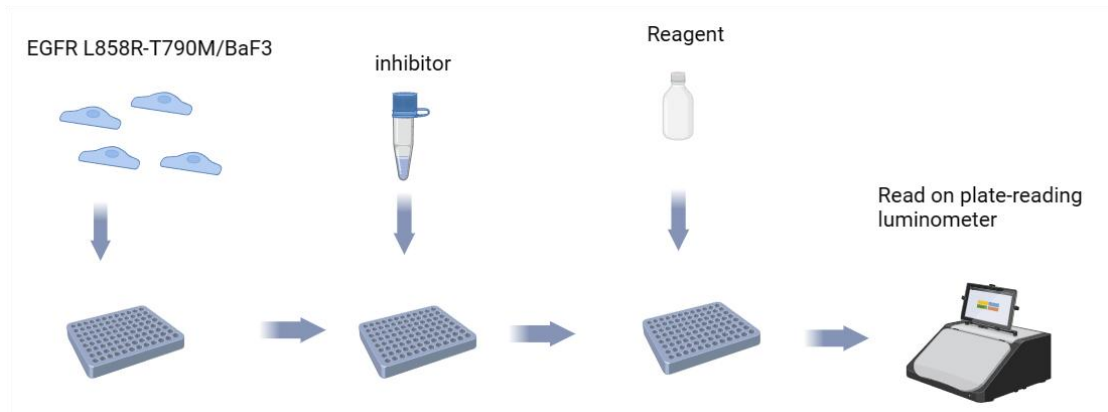 EGFR L858R-T790M/BaF3
inhibitor
Reagent
Read on plate-reading
luminometer